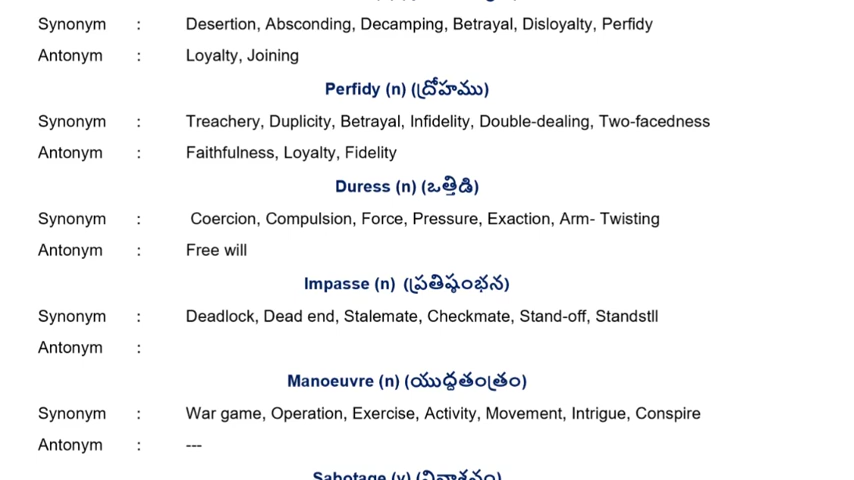 Synonym : Desertion, Absconding, Decamping, Betrayal, Disloyalty, Perfidy
Antonym : Loyalty, Joining
Perfidy (n) (ద్రోహము)
Synonym : Treachery, Duplicity, Betrayal, Infidelity, Double-dealing, Two-facedness
Antonym : Faithfulness, Loyalty, Fidelity
Duress (n) (ఒత్తిడి)
Synonym : Coercion, Compulsion, Force, Pressure, Exaction, Arm- Twisting
Antonym : Free will
Impasse (n) (ప్రతిష్ఠంభన)
Synonym : Deadlock, Dead end, Stalemate, Checkmate, Stand-off, Standstll
Antonym :
Manoeuvre (n) (యుద్ధతంత్రం)
Synonym : War game, Operation, Exercise, Activity, Movement, Intrigue, Conspire
Antonym : ---
Sabotage (v)